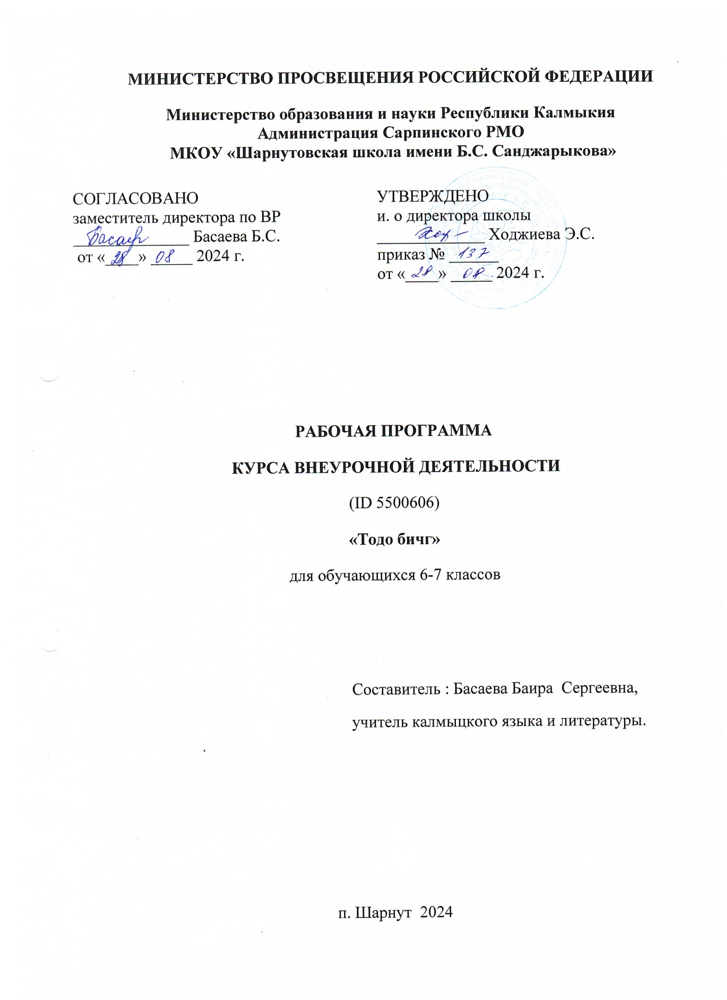 МИНИСТЕРСТВО ПРОСВЕЩЕНИЯ РОССИЙСКОЙ ФЕДЕРАЦИИ
Министерство образования и науки Республики Калмыкия
Администрация Сарпинского РМО
МКОУ «Шарнутовская школа имени Б.С. Санджарыкова»
СОГЛАСОВАНО
заместитель директора по ВР
Басаева Б.С.
от «28» 08 2024 г.
УТВЕРЖДЕНО
и. о директора школы
Ходжиева Э.С.
приказ № 137
от «28» 08 2024 г.
РАБОЧАЯ ПРОГРАММА
КУРСА ВНЕУРОЧНОЙ ДЕЯТЕЛЬНОСТИ
(ID 5500606)
«Тодо бичг»
для обучающихся 6-7 классов
Составитель : Басаева Баира Сергеевна,
учитель калмыцкого языка и литературы.
п. Шарнут 2024